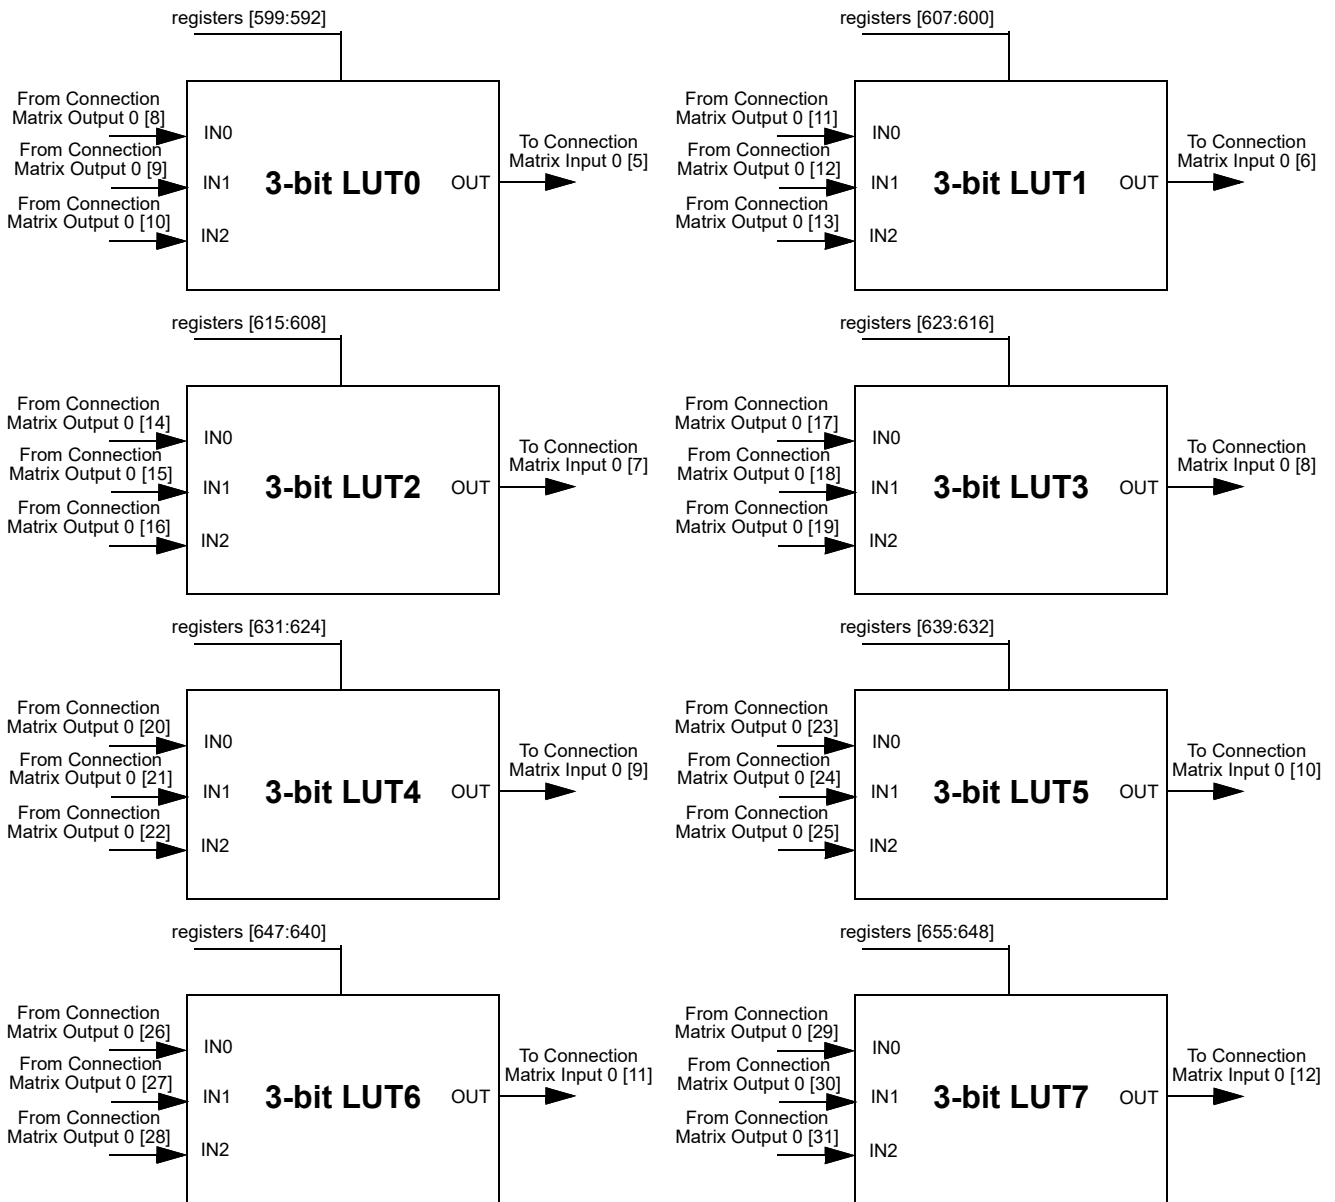 registers [599:592]
From Connection
Matrix Output 0 [8]
IN0
From Connection
Matrix Output 0 [9]
IN1
From Connection
Matrix Output 0 [10]
IN2
3-bit LUT0
OUT
To Connection
Matrix Input 0 [5]
registers [607:600]
From Connection
Matrix Output 0 [11]
IN0
From Connection
Matrix Output 0 [12]
IN1
From Connection
Matrix Output 0 [13]
IN2
3-bit LUT1
OUT
To Connection
Matrix Input 0 [6]
registers [615:608]
From Connection
Matrix Output 0 [14]
IN0
From Connection
Matrix Output 0 [15]
IN1
From Connection
Matrix Output 0 [16]
IN2
3-bit LUT2
OUT
To Connection
Matrix Input 0 [7]
registers [623:616]
From Connection
Matrix Output 0 [17]
IN0
From Connection
Matrix Output 0 [18]
IN1
From Connection
Matrix Output 0 [19]
IN2
3-bit LUT3
OUT
To Connection
Matrix Input 0 [8]
registers [631:624]
From Connection
Matrix Output 0 [20]
IN0
From Connection
Matrix Output 0 [21]
IN1
From Connection
Matrix Output 0 [22]
IN2
3-bit LUT4
OUT
To Connection
Matrix Input 0 [9]
registers [639:632]
From Connection
Matrix Output 0 [23]
IN0
From Connection
Matrix Output 0 [24]
IN1
From Connection
Matrix Output 0 [25]
IN2
3-bit LUT5
OUT
To Connection
Matrix Input 0 [10]
registers [647:640]
From Connection
Matrix Output 0 [26]
IN0
From Connection
Matrix Output 0 [27]
IN1
From Connection
Matrix Output 0 [28]
IN2
3-bit LUT6
OUT
To Connection
Matrix Input 0 [11]
registers [655:648]
From Connection
Matrix Output 0 [29]
IN0
From Connection
Matrix Output 0 [30]
IN1
From Connection
Matrix Output 0 [31]
IN2
3-bit LUT7
OUT
To Connection
Matrix Input 0 [12]